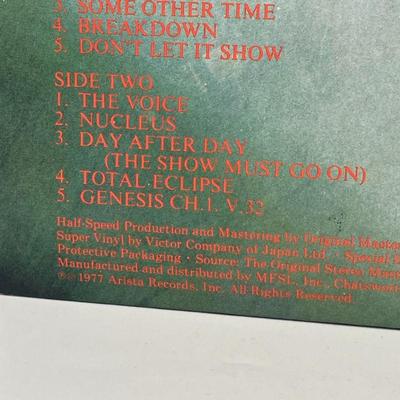 3. SOME OTHER TIME
4. BREAKDOWN
5. DON'T LET IT SHOW
SIDE TWO
1. THE VOICE
2. NUCLEUS
3. DAY AFTER DAY
(THE SHOW MUST GO ON)
4. TOTAL ECLIPSE
5. GENESIS CH.1. V.32
Half-Speed Production and Mastering by Original Master
Super Vinyl by Victor Company of Japan Ltd. · Special
Protective Packaging · Source: The Original Stereo Mast
Manufactured and distributed by MFSL, Inc., Chatswort
℗© 1977 Arista Records, Inc. All Rights Reserved.